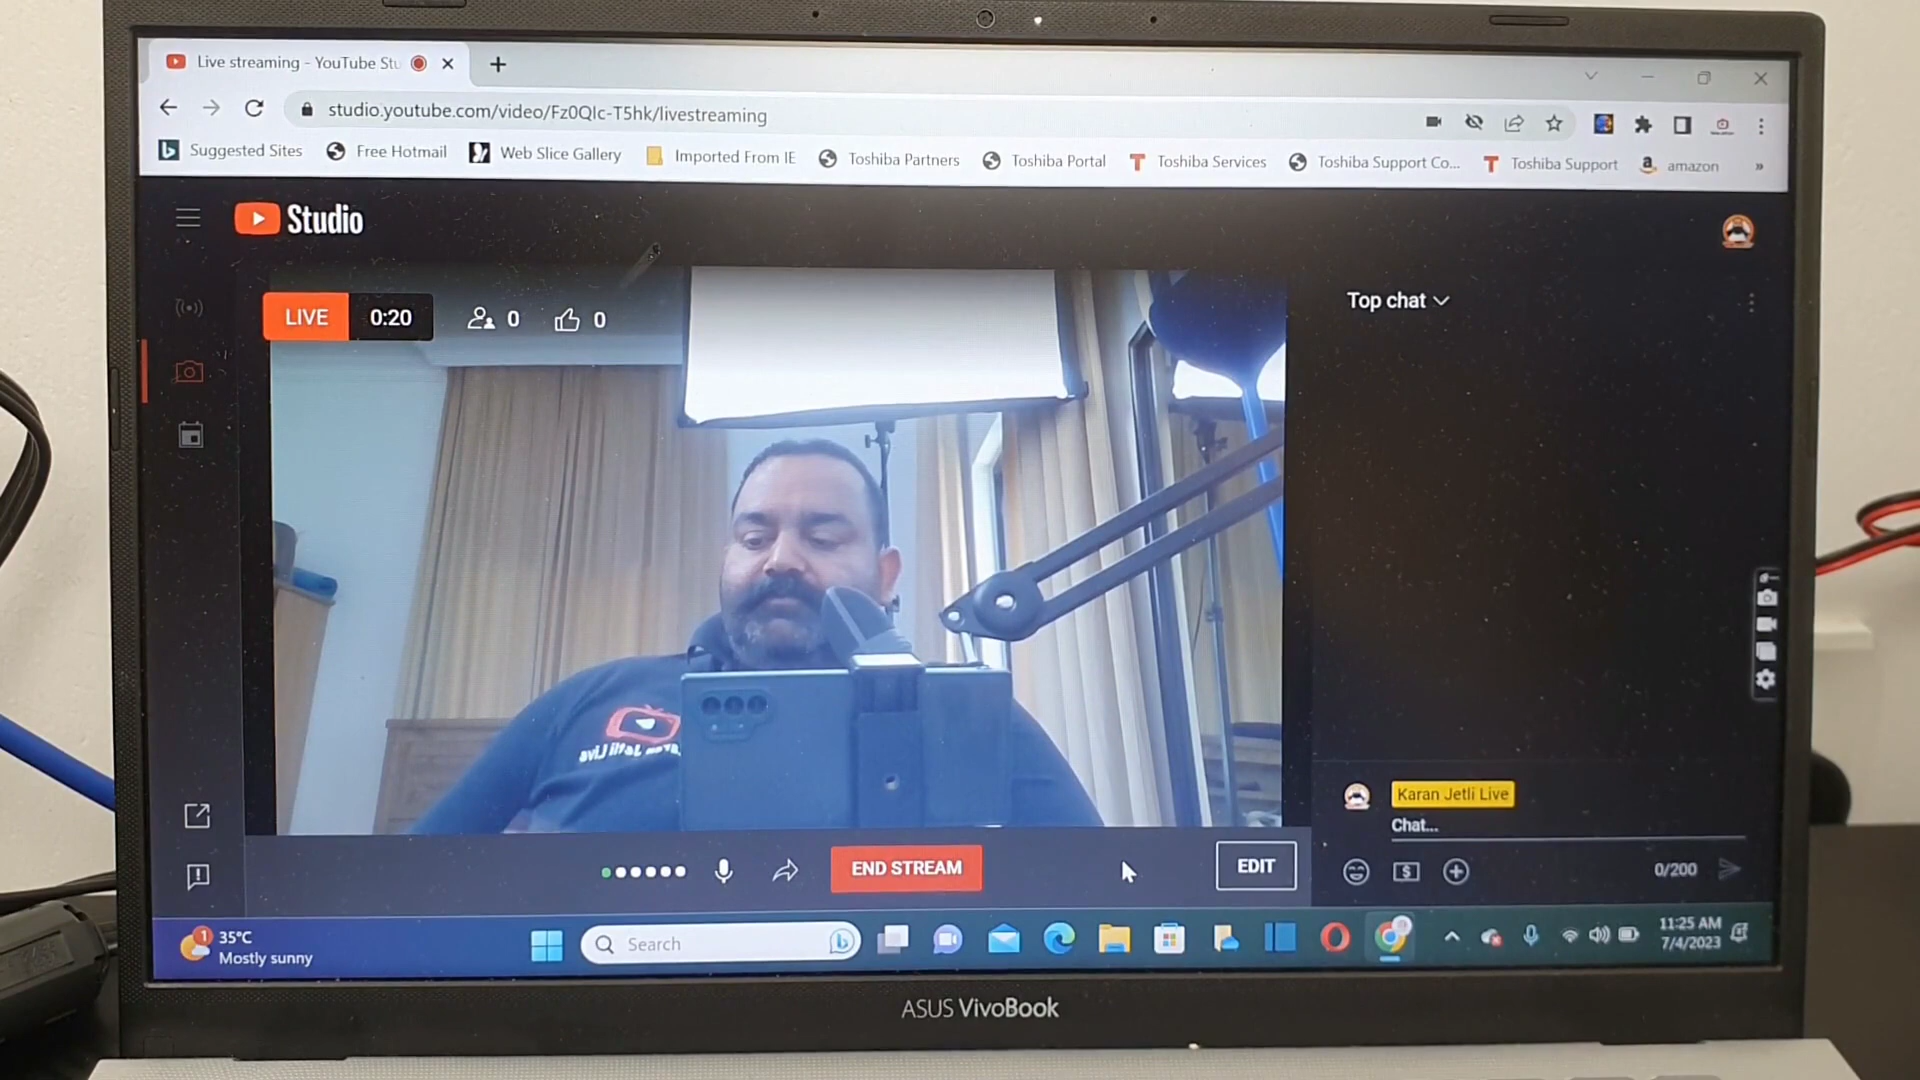 Live streaming - YouTube Stu
studio.youtube.com/video/Fz0QIc-T5hk/livestreaming
Suggested Sites Free Hotmail Web Slice Gallery Imported From IE Toshiba Partners Toshiba Portal Toshiba Services Toshiba Support Co... Toshiba Support amazon »
Studio
LIVE 0:20 0 0
Top chat
Karan Jetli Live
Chat...
END STREAM
EDIT
0/200
1
35°C
Mostly sunny
Search
11:25 AM
7/4/2023
ASUS VivoBook